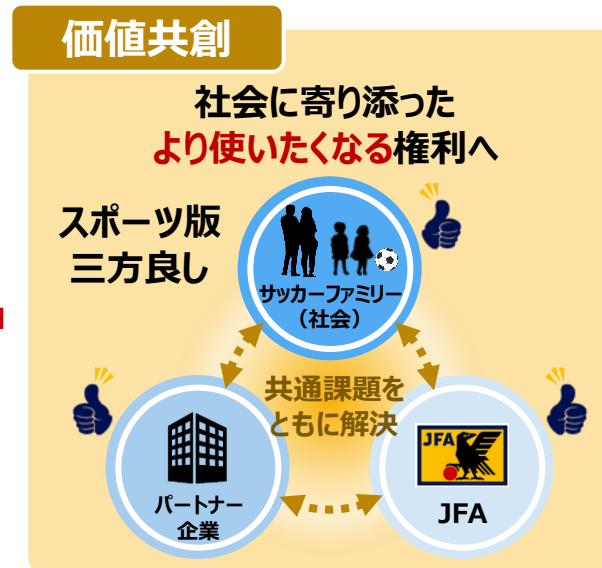 価値共創
社会に寄り添った
より使いたくなる権利へ
スポーツ版
三方良し
サッカーファミリー
（社会）
共通課題を
ともに解決
パートナー
企業
JFA
JFA